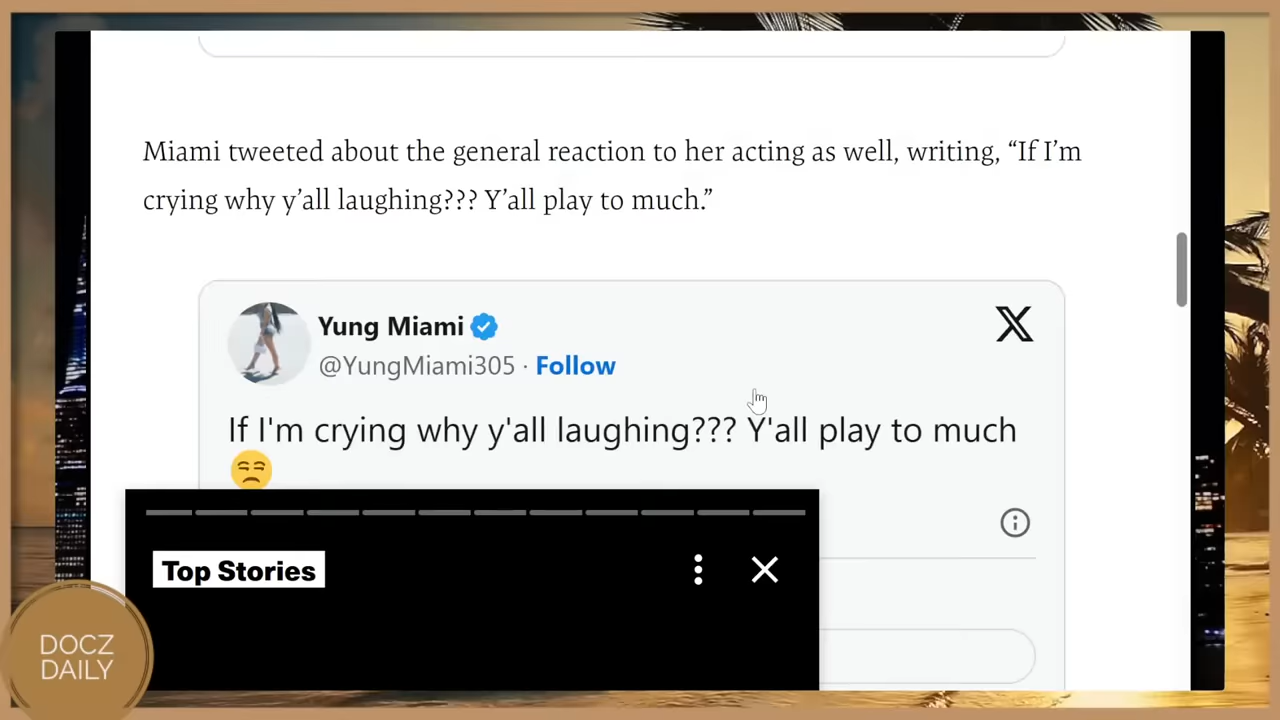 Miami tweeted about the general reaction to her acting as well, writing, “If I’m
crying why y’all laughing??? Y’all play to much.”
Yung Miami
@YungMiami305 · Follow
If I'm crying why y'all laughing??? Y'all play to much
😒
Top Stories
DOCZ
DAILY